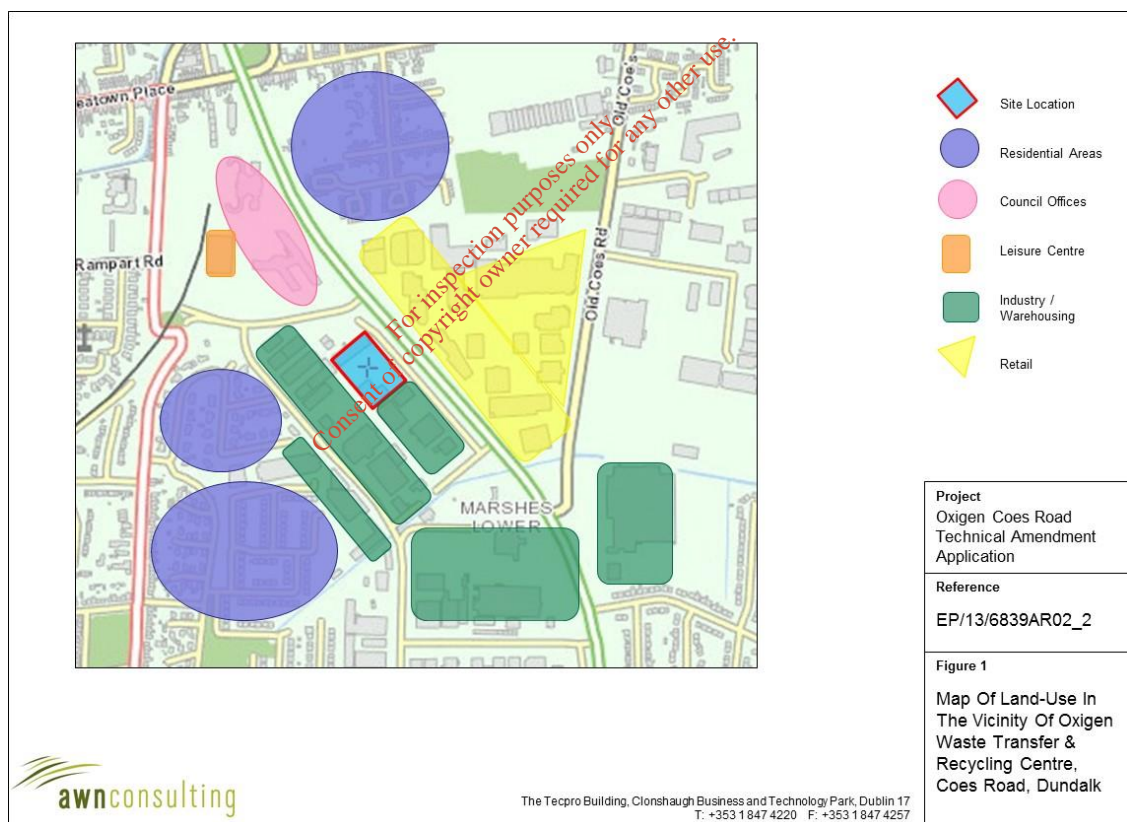 eatown Place
Old Coe's
Rampart Rd
Old Coes Rd
MARSHES
LOWER
For inspection purposes only.
Consent of copyright owner required for any other use.
Site Location
Residential Areas
Council Offices
Leisure Centre
Industry /
Warehousing
Retail
Project
Oxigen Coes Road
Technical Amendment
Application
Reference
EP/13/6839AR02_2
Figure 1
Map Of Land-Use In
The Vicinity Of Oxigen
Waste Transfer &
Recycling Centre,
Coes Road, Dundalk
awnconsulting
The Tecpro Building, Clonshaugh Business and Technology Park, Dublin 17
T: +353 1 847 4220 F: +353 1 847 4257